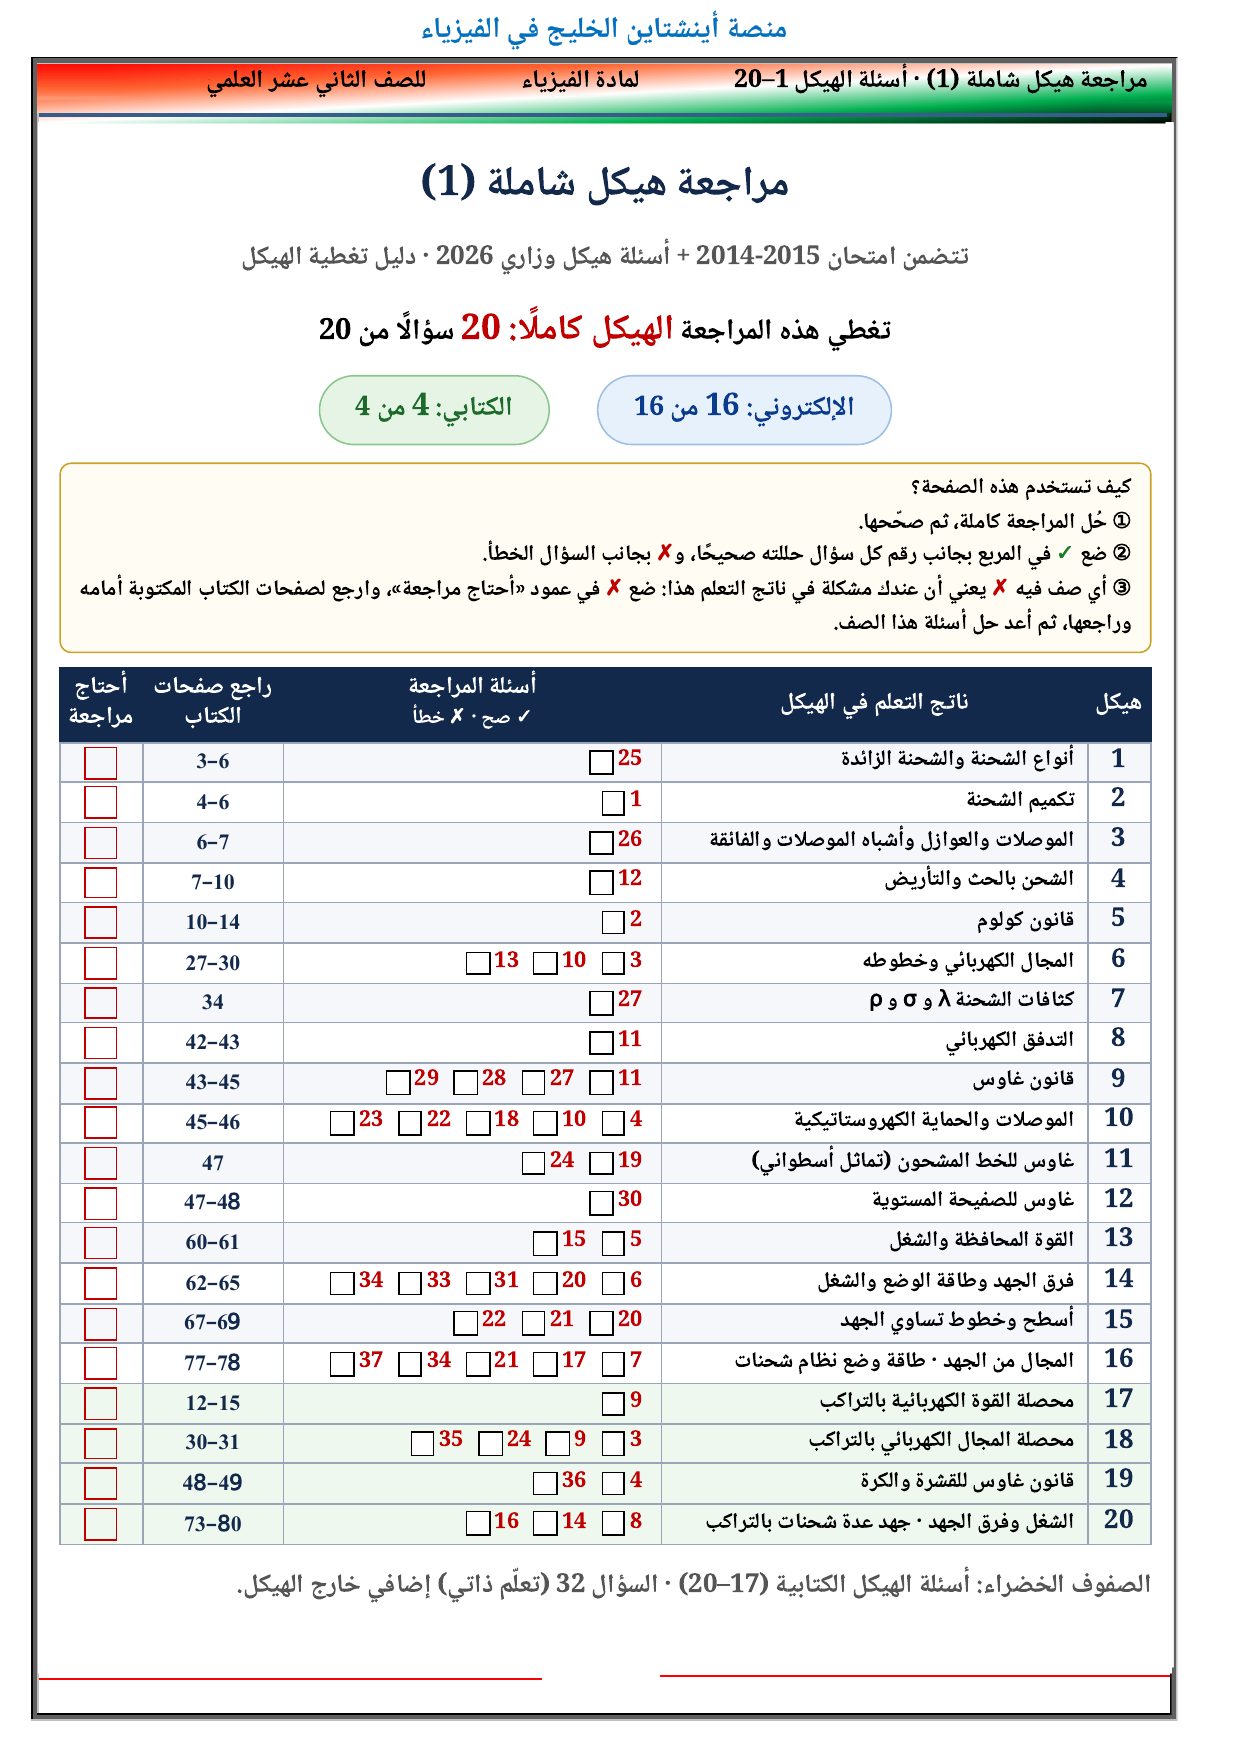 منصة أينشتاين الخليج في الفيزياء
مراجعة هيكل شاملة (1) · أسئلة الهيكل 1–20 لمادة الفيزياء للصف الثاني عشر العلمي
مراجعة هيكل شاملة (1)
تتضمن امتحان 2015-2014 + أسئلة هيكل وزاري 2026 · دليل تغطية الهيكل
تغطي هذه المراجعة الهيكل كاملًا: 20 سؤالًا من 20
الإلكتروني: 16 من 16
الكتابي: 4 من 4
كيف تستخدم هذه الصفحة؟
① حُل المراجعة كاملة، ثم صحّحها.
② ضع ✓ في المربع بجانب رقم كل سؤال حللته صحيحًا، و✗ بجانب السؤال الخطأ.
③ أي صف فيه ✗ يعني أن عندك مشكلة في ناتج التعلم هذا: ضع ✗ في عمود «أحتاج مراجعة»، وارجع لصفحات الكتاب المكتوبة أمامه
وراجعها، ثم أعد حل أسئلة هذا الصف.
هيكل ناتج التعلم في الهيكل أسئلة المراجعة ✓ صح · ✗ خطأ راجع صفحات الكتاب أحتاج مراجعة
1 أنواع الشحنة والشحنة الزائدة 25 3–6
2 تكميم الشحنة 1 4–6
3 الموصلات والعوازل وأشباه الموصلات والفائقة 26 6–7
4 الشحن بالحث والتأريض 12 7–10
5 قانون كولوم 2 10–14
6 المجال الكهربائي وخطوطه 3 10 13 27–30
7 كثافات الشحنة λ و σ و ρ 27 34
8 التدفق الكهربائي 11 42–43
9 قانون غاوس 11 27 28 29 43–45
10 الموصلات والحماية الكهروستاتيكية 4 10 18 22 23 45–46
11 غاوس للخط المشحون (تماثل أسطواني) 19 24 47
12 غاوس للصفيحة المستوية 30 47–48
13 القوة المحافظة والشغل 5 15 60–61
14 فرق الجهد وطاقة الوضع والشغل 6 20 31 33 34 62–65
15 أسطح وخطوط تساوي الجهد 20 21 22 67–69
16 المجال من الجهد · طاقة وضع نظام شحنات 7 17 21 34 37 77–78
17 محصلة القوة الكهربائية بالتراكب 9 12–15
18 محصلة المجال الكهربائي بالتراكب 3 9 24 35 30–31
19 قانون غاوس للقشرة والكرة 4 36 48–49
20 الشغل وفرق الجهد · جهد عدة شحنات بالتراكب 8 14 16 73–80
الصفوف الخضراء: أسئلة الهيكل الكتابية (17–20) · السؤال 32 (تعلّم ذاتي) إضافي خارج الهيكل.